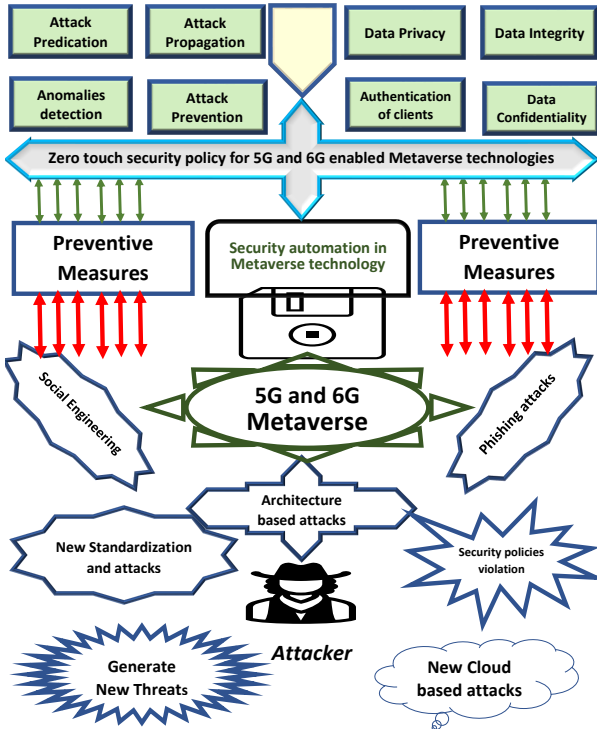 Attack
Predication
Attack
Propagation
Data Privacy
Data Integrity
Anomalies
detection
Attack
Prevention
Authentication
of clients
Data
Confidentiality
Zero touch security policy for 5G and 6G enabled Metaverse technologies
Preventive
Measures
Security automation in
Metaverse technology
Preventive
Measures
Social Engineering
5G and 6G
Metaverse
Phishing attacks
Architecture
based attacks
New Standardization
and attacks
Security policies
violation
Attacker
Generate
New Threats
New Cloud
based attacks